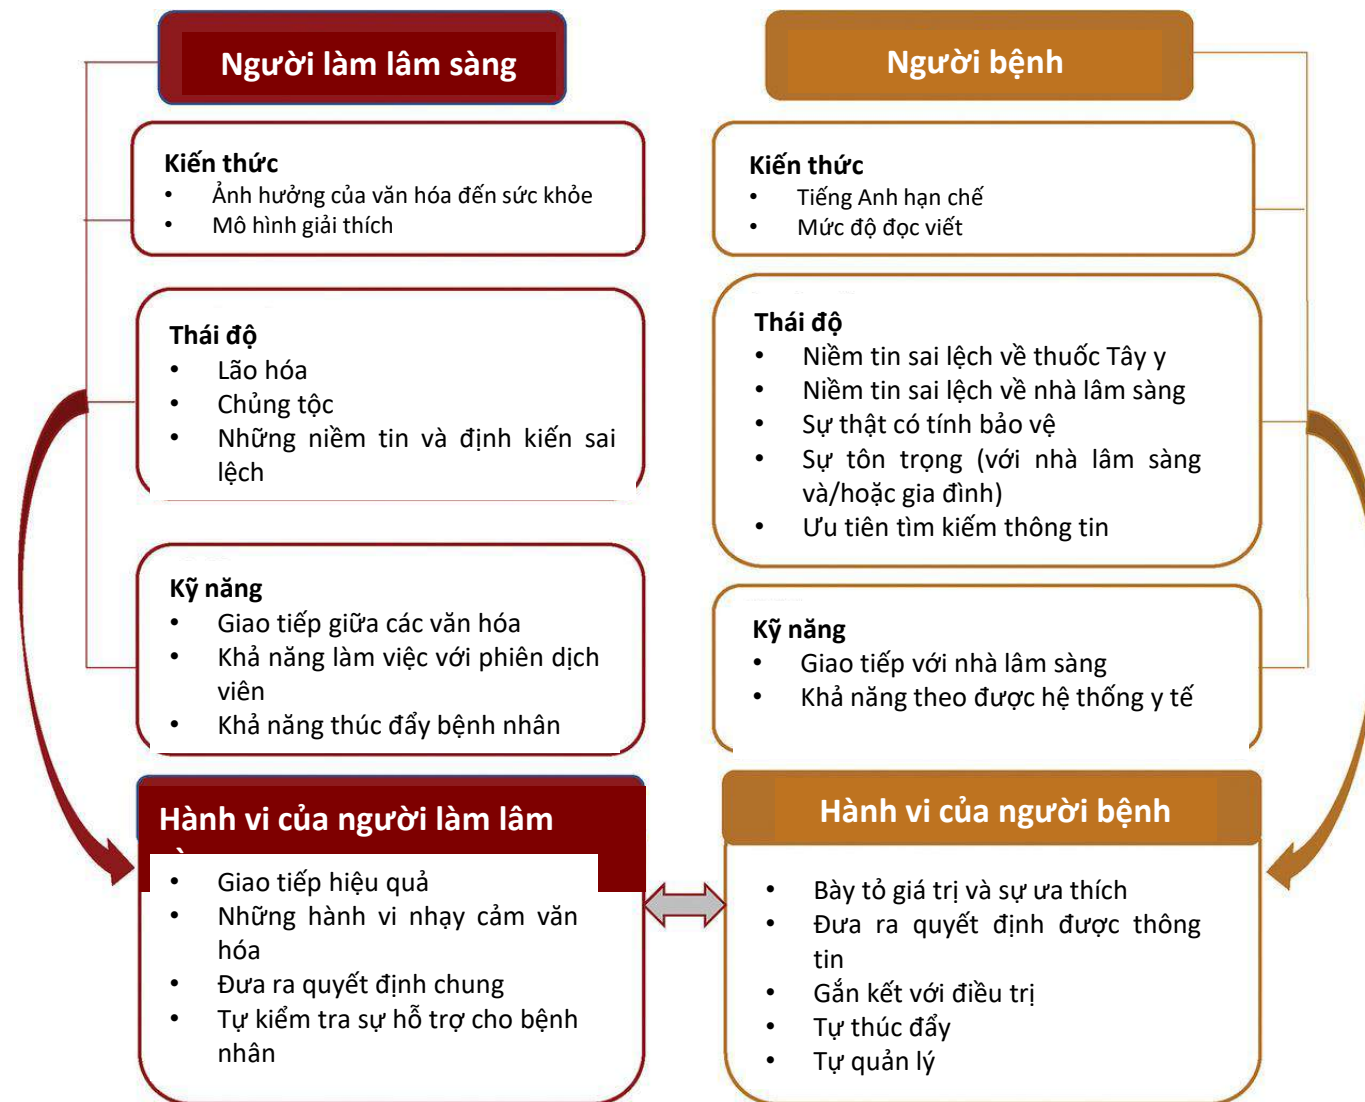 Người làm lâm sàng
Kiến thức
• Ảnh hưởng của văn hóa đến sức khỏe
• Mô hình giải thích
Thái độ
• Lão hóa
• Chủng tộc
• Những niềm tin và định kiến sai
lệch
Kỹ năng
• Giao tiếp giữa các văn hóa
• Khả năng làm việc với phiên dịch
viên
• Khả năng thúc đẩy bệnh nhân
Hành vi của người làm lâm
• Giao tiếp hiệu quả
• Những hành vi nhạy cảm văn
hóa
• Đưa ra quyết định chung
• Tự kiểm tra sự hỗ trợ cho bệnh
nhân
Người bệnh
Kiến thức
• Tiếng Anh hạn chế
• Mức độ đọc viết
Thái độ
• Niềm tin sai lệch về thuốc Tây y
• Niềm tin sai lệch về nhà lâm sàng
• Sự thật có tính bảo vệ
• Sự tôn trọng (với nhà lâm sàng
và/hoặc gia đình)
• Ưu tiên tìm kiếm thông tin
Kỹ năng
• Giao tiếp với nhà lâm sàng
• Khả năng theo được hệ thống y tế
Hành vi của người bệnh
• Bày tỏ giá trị và sự ưa thích
• Đưa ra quyết định được thông
tin
• Gắn kết với điều trị
• Tự thúc đẩy
• Tự quản lý